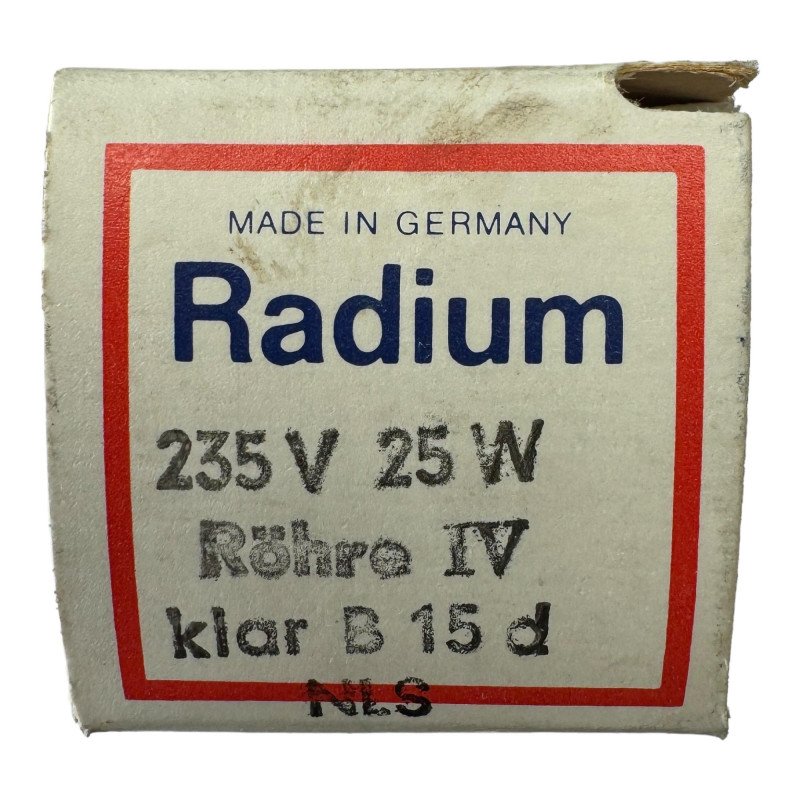 MADE IN GERMANY
Radium
235 V 25 W
Röhre IV
klar B 15 d
NLS